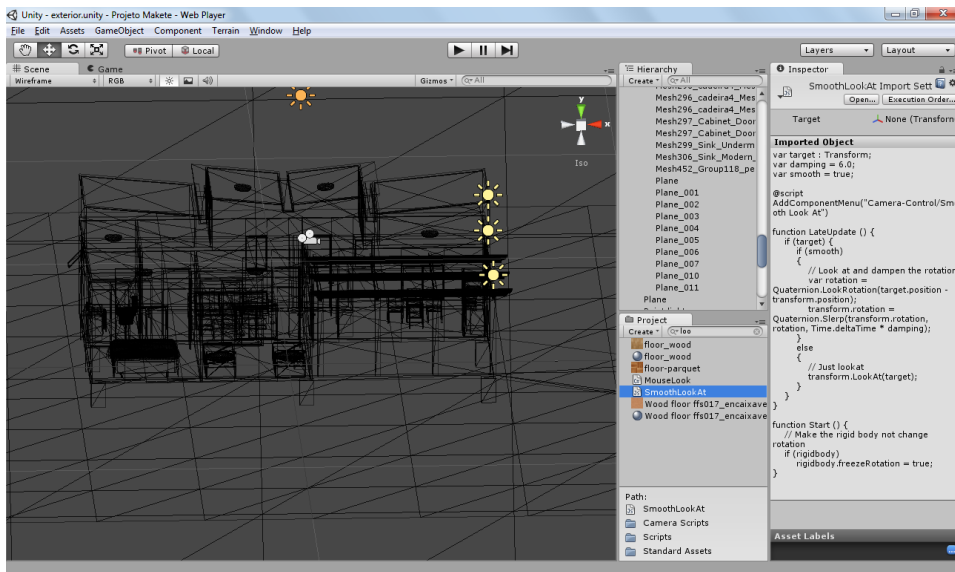 Unity - exterior.unity - Projeto Makete - Web Player
File Edit Assets GameObject Component Terrain Window Help
Pivot Local
Layers Layout
Scene Game
Wireframe RGB Gizmos All
y
x
Iso
Hierarchy
Create All
Mesh296_cadeira4_Mes
Mesh296_cadeira4_Mes
Mesh297_Cabinet_Door
Mesh297_Cabinet_Door
Mesh299_Sink_Underm
Mesh306_Sink_Modern_
Mesh452_Group118_pe
Plane
Plane_001
Plane_002
Plane_003
Plane_004
Plane_005
Plane_006
Plane_007
Plane_010
Plane_011
Plane
Project
Create loo
floor_wood
floor_wood
floor-parquet
MouseLook
SmoothLookAt
Wood floor ffs017_encaixave
Wood floor ffs017_encaixave
Path:
SmoothLookAt
Camera Scripts
Scripts
Standard Assets
Inspector
SmoothLookAt Import Sett
Open... Execution Order...
Target None (Transforn
Imported Object
var target : Transform;
var damping = 6.0;
var smooth = true;
@script
AddComponentMenu("Camera-Control/Smo
oth Look At")
function LateUpdate () {
if (target) {
if (smooth)
{
// Look at and dampen the rotation
var rotation =
Quaternion.LookRotation(target.position -
transform.position);
transform.rotation =
Quaternion.Slerp(transform.rotation,
rotation, Time.deltaTime * damping);
}
else
{
// Just lookat
transform.LookAt(target);
}
}
}
function Start () {
// Make the rigid body not change
rotation
if (rigidbody)
rigidbody.freezeRotation = true;
}
Asset Labels